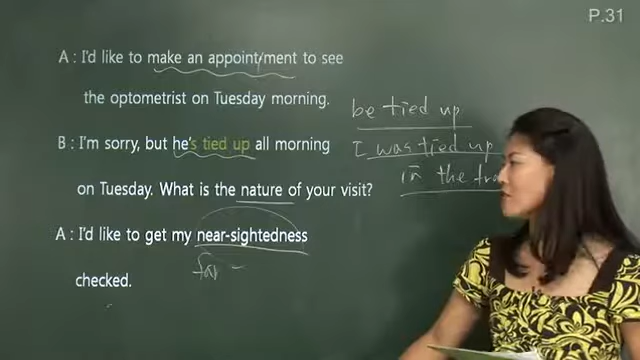 P.31
A : I'd like to make an appointment to see
the optometrist on Tuesday morning.
be tied up
B : I'm sorry, but he's tied up all morning
I was tied up
in the
on Tuesday. What is the nature of your visit?
A : I'd like to get my near-sightedness
far -
checked.